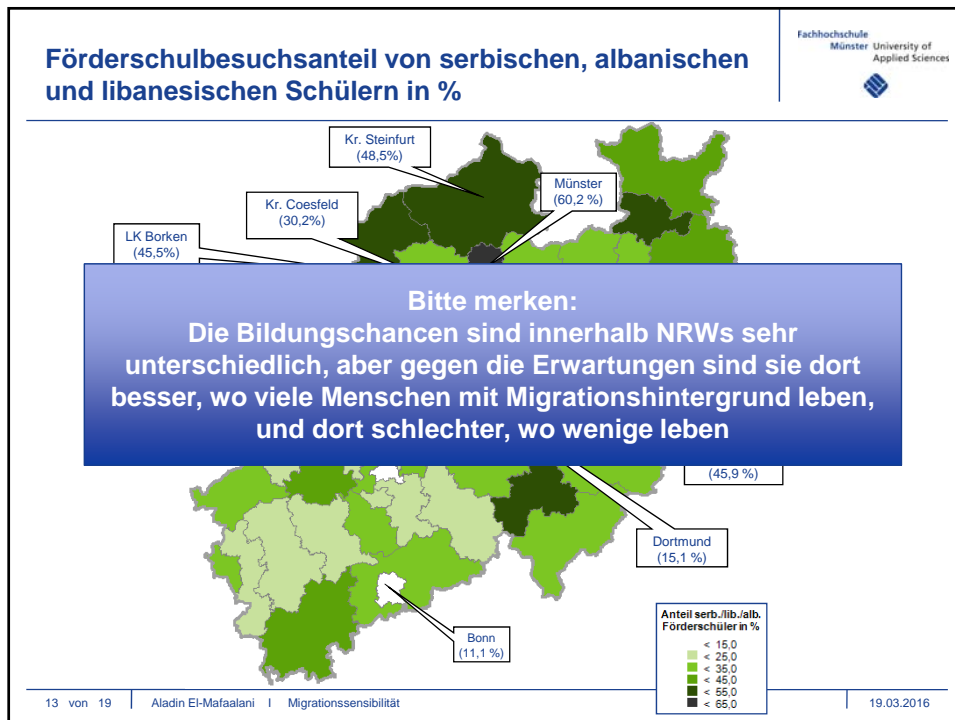 Förderschulbesuchsanteil von serbischen, albanischen
und libanesischen Schülern in %
Fachhochschule
Münster University of
Applied Sciences
Kr. Steinfurt
(48,5%)
Münster
(60,2 %)
Kr. Coesfeld
(30,2%)
LK Borken
(45,5%)
Bitte merken:
Die Bildungschancen sind innerhalb NRWs sehr
unterschiedlich, aber gegen die Erwartungen sind sie dort
besser, wo viele Menschen mit Migrationshintergrund leben,
und dort schlechter, wo wenige leben
(45,9 %)
Dortmund
(15,1 %)
Bonn
(11,1 %)
Anteil serb./lib./alb.
Förderschüler in %
< 15,0
< 25,0
< 35,0
< 45,0
< 55,0
< 65,0
13 von 19 Aladin El-Mafaalani I Migrationssensibilität 19.03.2016